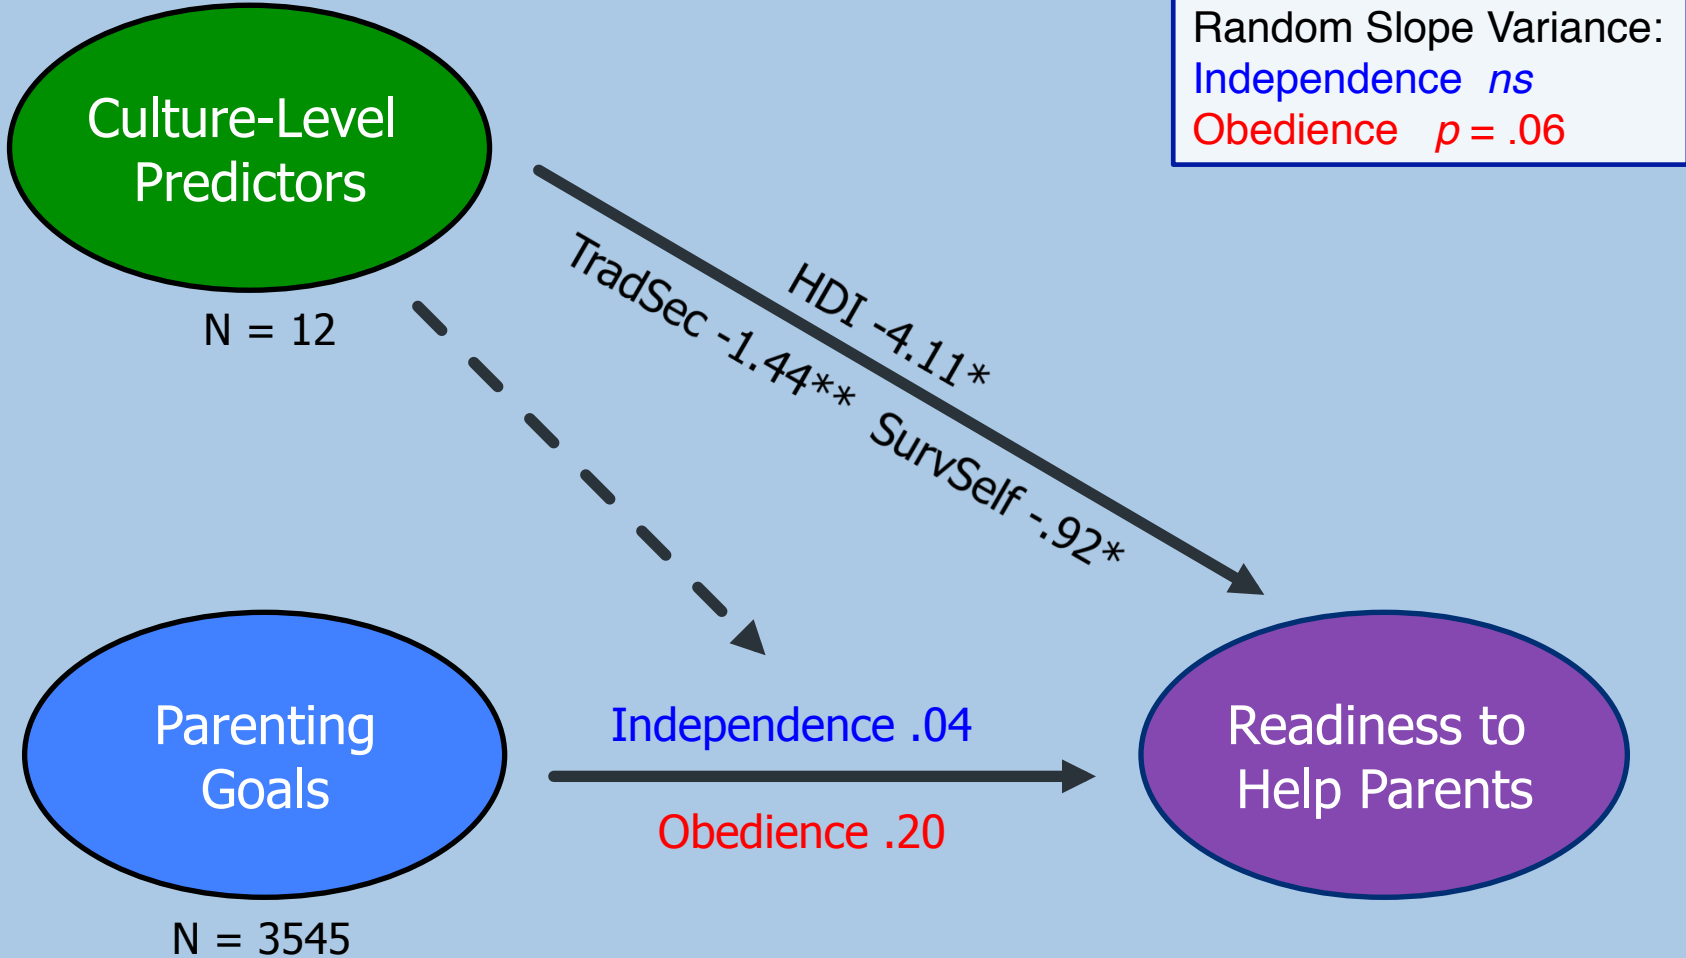 Random Slope Variance:
Independence ns
Obedience p = .06
Culture-Level
Predictors
N = 12
HDI -4.11*
TradSec -1.44** SurvSelf -.92*
Parenting
Goals
N = 3545
Independence .04
Obedience .20
Readiness to
Help Parents